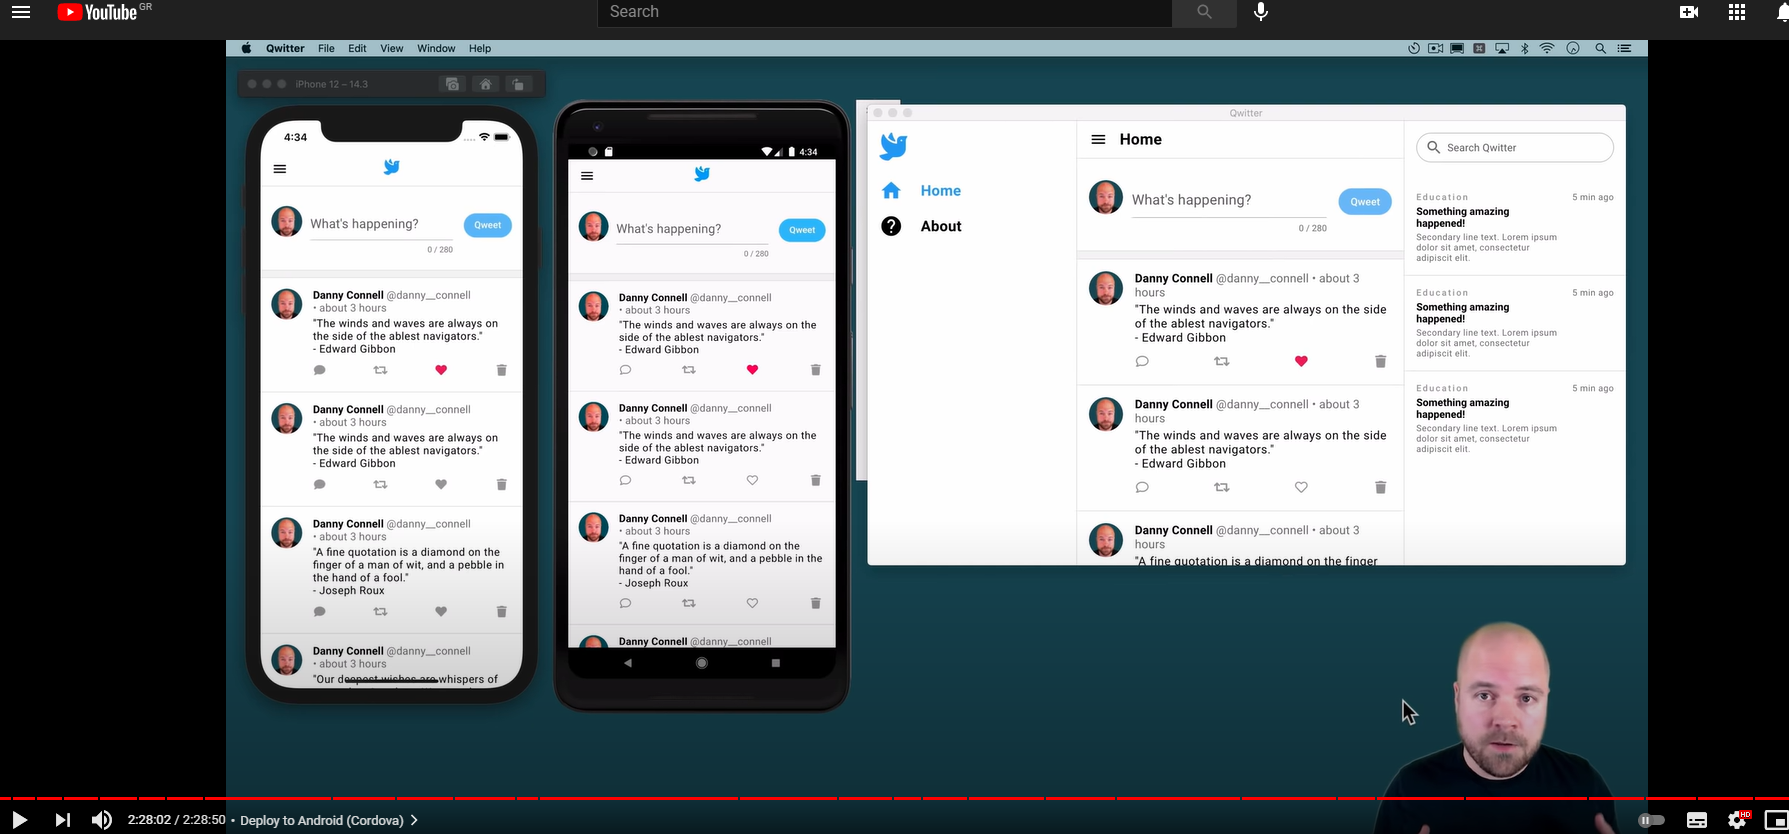 YouTube GR
Search
Qwitter File Edit View Window Help
iPhone 12 – 14.3
4:34
What's happening?
Qweet
0 / 280
Danny Connell @danny__connell
• about 3 hours
"The winds and waves are always on
the side of the ablest navigators."
- Edward Gibbon
Danny Connell @danny__connell
• about 3 hours
"The winds and waves are always on
the side of the ablest navigators."
- Edward Gibbon
Danny Connell @danny__connell
• about 3 hours
"A fine quotation is a diamond on the
finger of a man of wit, and a pebble in
the hand of a fool."
- Joseph Roux
Danny Connell @danny__connell
• about 3 hours
"Our deepest wishes are whispers of
4:34
What's happening?
Qweet
0 / 280
Danny Connell @danny__connell
• about 3 hours
"The winds and waves are always on the
side of the ablest navigators."
- Edward Gibbon
Danny Connell @danny__connell
• about 3 hours
"The winds and waves are always on the
side of the ablest navigators."
- Edward Gibbon
Danny Connell @danny__connell
• about 3 hours
"A fine quotation is a diamond on the
finger of a man of wit, and a pebble in the
hand of a fool."
- Joseph Roux
Danny Connell @danny__connell
Qwitter
Home
About
Home
What's happening?
Qweet
0 / 280
Danny Connell @danny__connell • about 3
hours
"The winds and waves are always on the side
of the ablest navigators."
- Edward Gibbon
Danny Connell @danny__connell • about 3
hours
"The winds and waves are always on the side
of the ablest navigators."
- Edward Gibbon
Danny Connell @danny__connell • about 3
hours
"A fine quotation is a diamond on the finger
Search Qwitter
Education 5 min ago
Something amazing
happened!
Secondary line text. Lorem ipsum
dolor sit amet, consectetur
adipiscit elit.
Education 5 min ago
Something amazing
happened!
Secondary line text. Lorem ipsum
dolor sit amet, consectetur
adipiscit elit.
Education 5 min ago
Something amazing
happened!
Secondary line text. Lorem ipsum
dolor sit amet, consectetur
adipiscit elit.
2:28:02 / 2:28:50 • Deploy to Android (Cordova)
HD